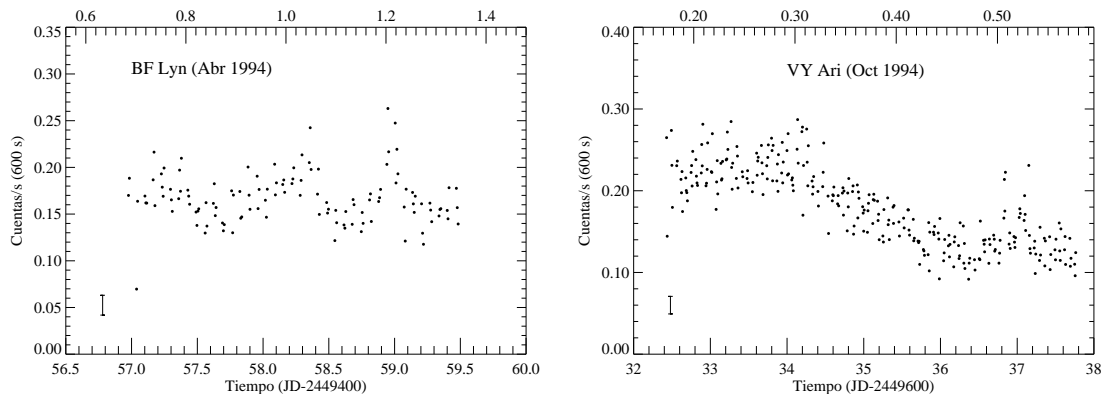 0.6 0.8 1.0 1.2 1.4
BF Lyn (Abr 1994)
Cuentas/s (600 s)
0.35
0.30
0.25
0.20
0.15
0.10
0.05
0.00
56.5 57.0 57.5 58.0 58.5 59.0 59.5 60.0
Tiempo (JD-2449400)
0.20 0.30 0.40 0.50
VY Ari (Oct 1994)
Cuentas/s (600 s)
0.40
0.30
0.20
0.10
0.00
32 33 34 35 36 37 38
Tiempo (JD-2449600)